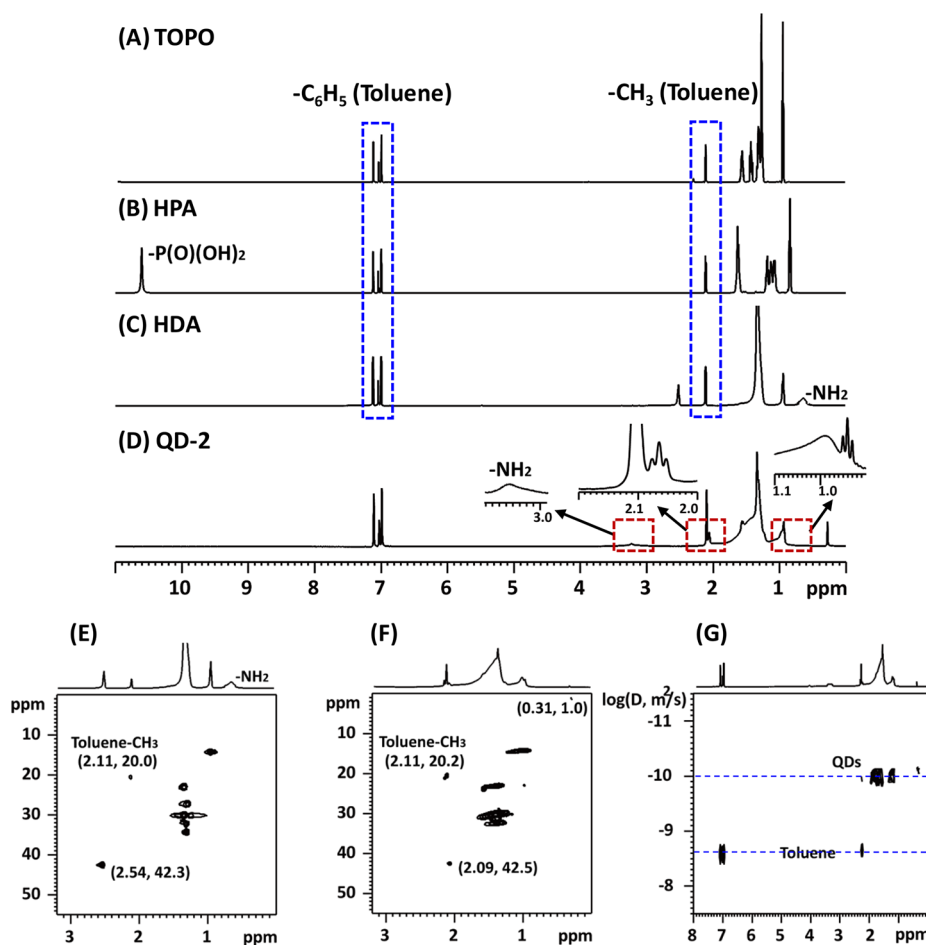 (A) TOPO
-C₆H₅ (Toluene)
-CH₃ (Toluene)
(B) HPA
-P(O)(OH)₂
(C) HDA
-NH₂
(D) QD-2
-NH₂
3.0
2.1 2.0
1.1 1.0
10 9 8 7 6 5 4 3 2 1 ppm
(E)
-NH₂
ppm
10
20
30
40
50
Toluene-CH₃
(2.11, 20.0)
(2.54, 42.3)
3 2 1 ppm
(F)
ppm
10
20
30
40
50
(0.31, 1.0)
Toluene-CH₃
(2.11, 20.2)
(2.09, 42.5)
3 2 1 ppm
(G)
log(D, m/s)
-2
-11
-10
-9
-8
QDs
Toluene
8 7 6 5 4 3 2 ppm